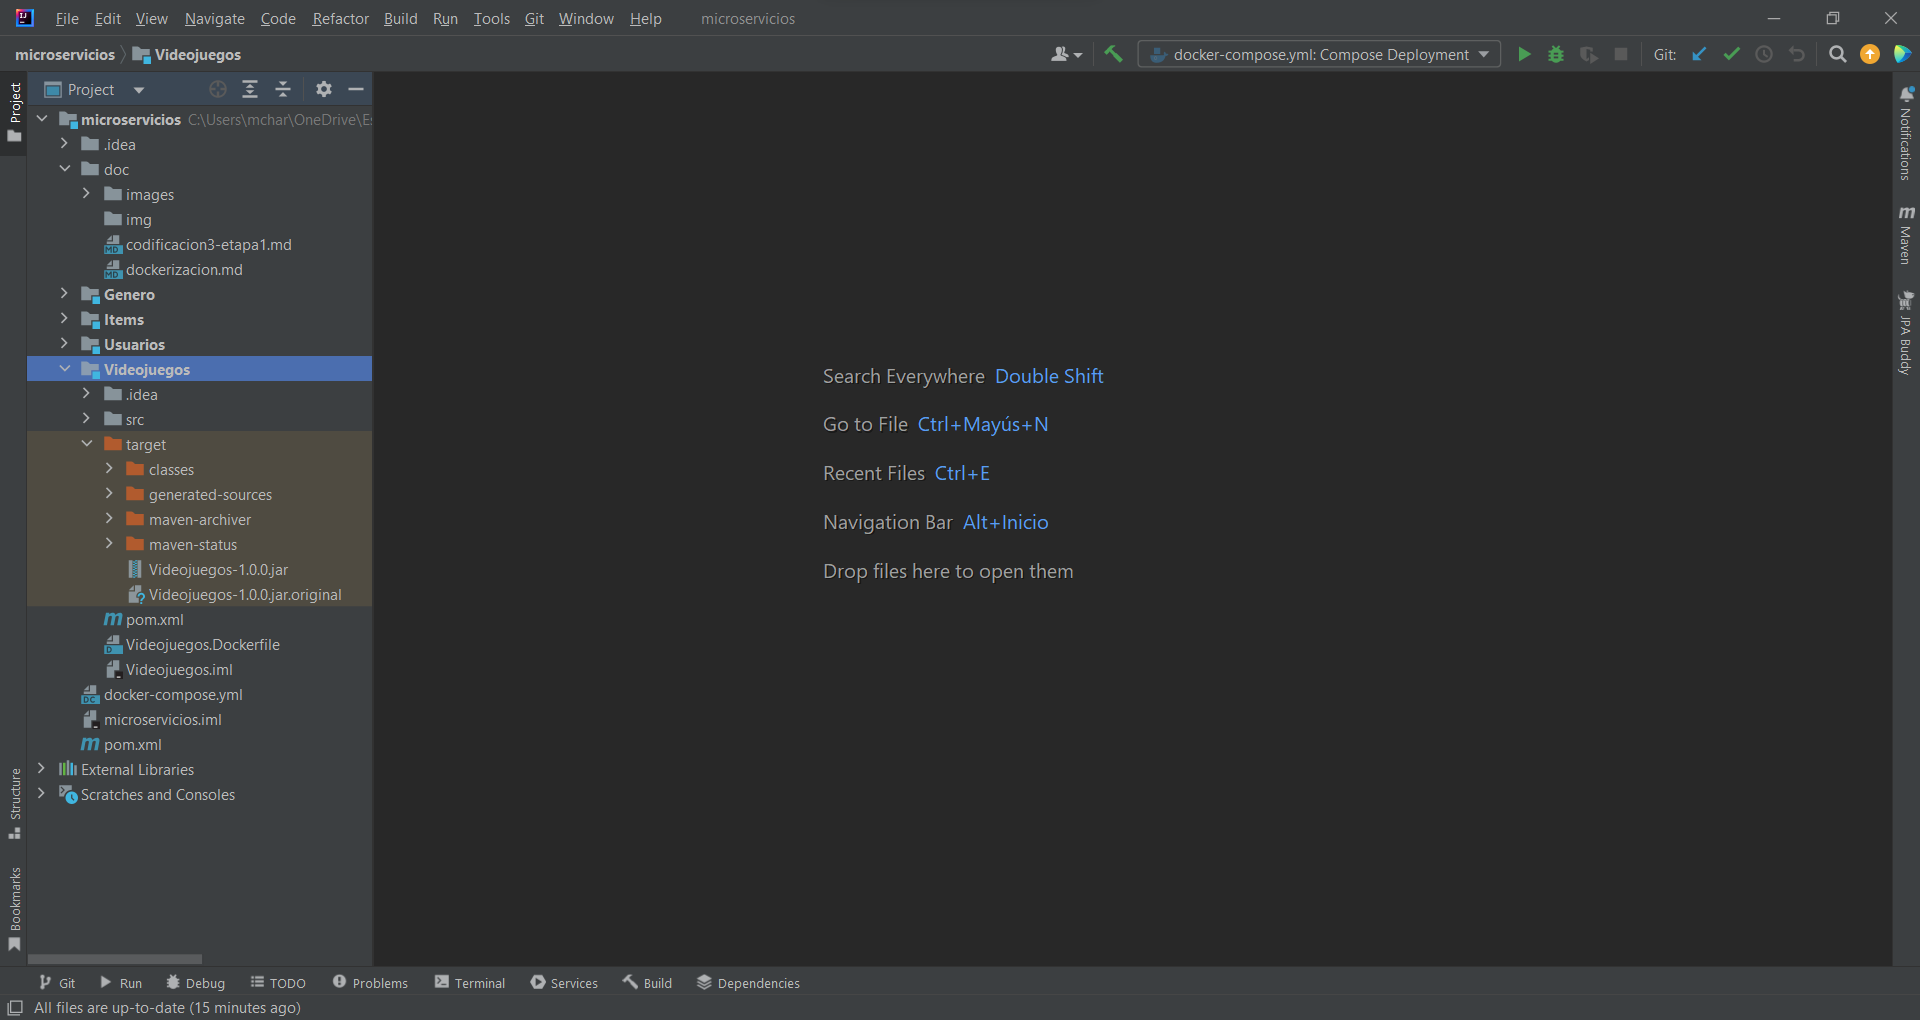 File Edit View Navigate Code Refactor Build Run Tools Git Window Help microservicios
microservicios Videojuegos docker-compose.yml: Compose Deployment Git:
Project
Project
microservicios C:\Users\mchar\OneDrive\Es
.idea
doc
images
img
codificacion3-etapa1.md
dockerizacion.md
Genero
Items
Usuarios
Videojuegos
.idea
src
target
classes
generated-sources
maven-archiver
maven-status
Videojuegos-1.0.0.jar
Videojuegos-1.0.0.jar.original
pom.xml
Videojuegos.Dockerfile
Videojuegos.iml
docker-compose.yml
microservicios.iml
pom.xml
External Libraries
Scratches and Consoles
Structure
Bookmarks
Search Everywhere Double Shift
Go to File Ctrl+Mayús+N
Recent Files Ctrl+E
Navigation Bar Alt+Inicio
Drop files here to open them
Notifications
Maven
JPA Buddy
Git Run Debug TODO Problems Terminal Services Build Dependencies
All files are up-to-date (15 minutes ago)